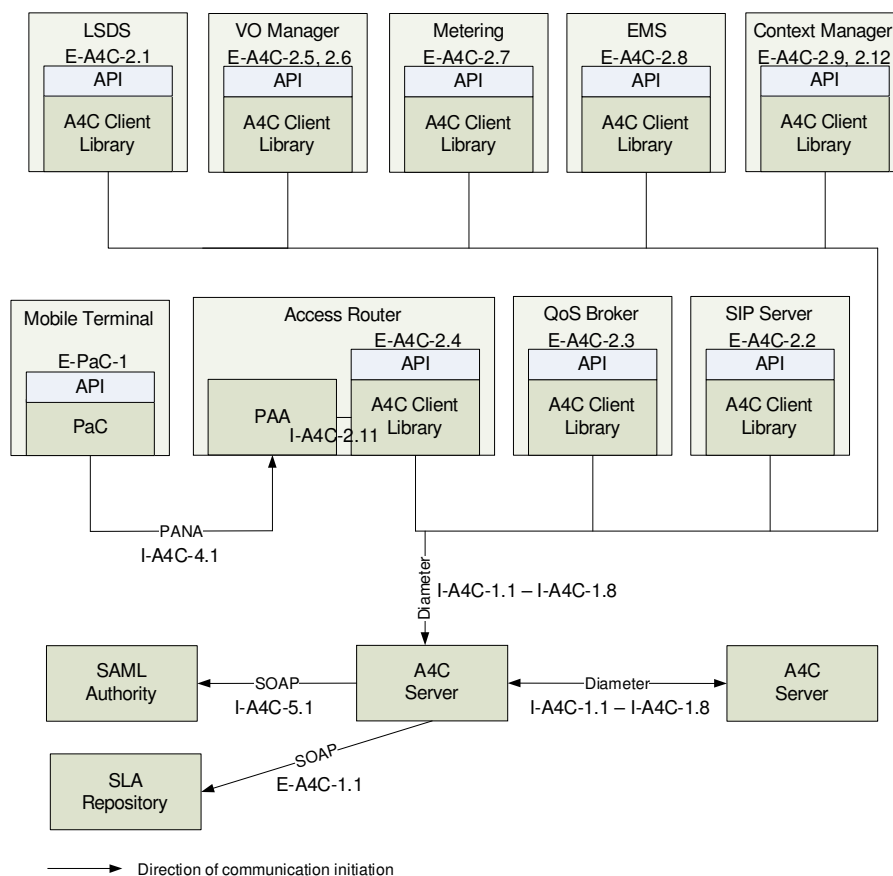 LSDS
E-A4C-2.1
API
A4C Client
Library
VO Manager
E-A4C-2.5, 2.6
API
A4C Client
Library
Metering
E-A4C-2.7
API
A4C Client
Library
EMS
E-A4C-2.8
API
A4C Client
Library
Context Manager
E-A4C-2.9, 2.12
API
A4C Client
Library
Mobile Terminal
E-PaC-1
API
PaC
Access Router
E-A4C-2.4
API
PAA
A4C Client
Library
I-A4C-2.11
QoS Broker
E-A4C-2.3
API
A4C Client
Library
SIP Server
E-A4C-2.2
API
A4C Client
Library
PANA
I-A4C-4.1
Diameter
I-A4C-1.1 – I-A4C-1.8
SAML
Authority
SOAP
I-A4C-5.1
A4C
Server
Diameter
I-A4C-1.1 – I-A4C-1.8
A4C
Server
SOAP
E-A4C-1.1
SLA
Repository
Direction of communication initiation